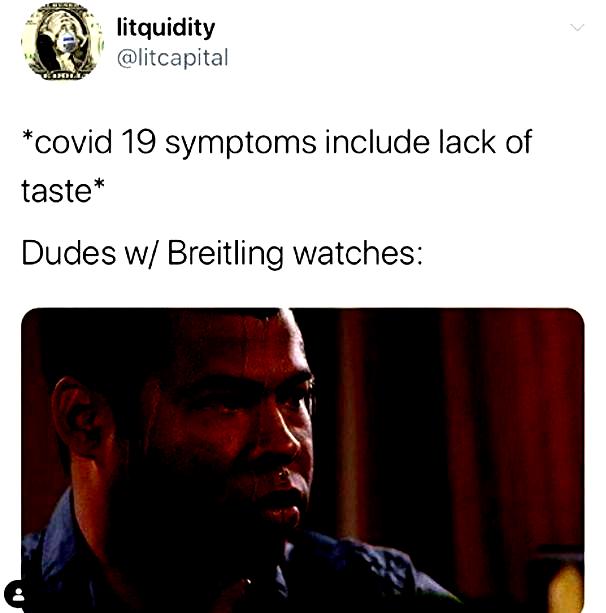 litquidity
@litcapital
*covid 19 symptoms include lack of
taste*
Dudes w/ Breitling watches: